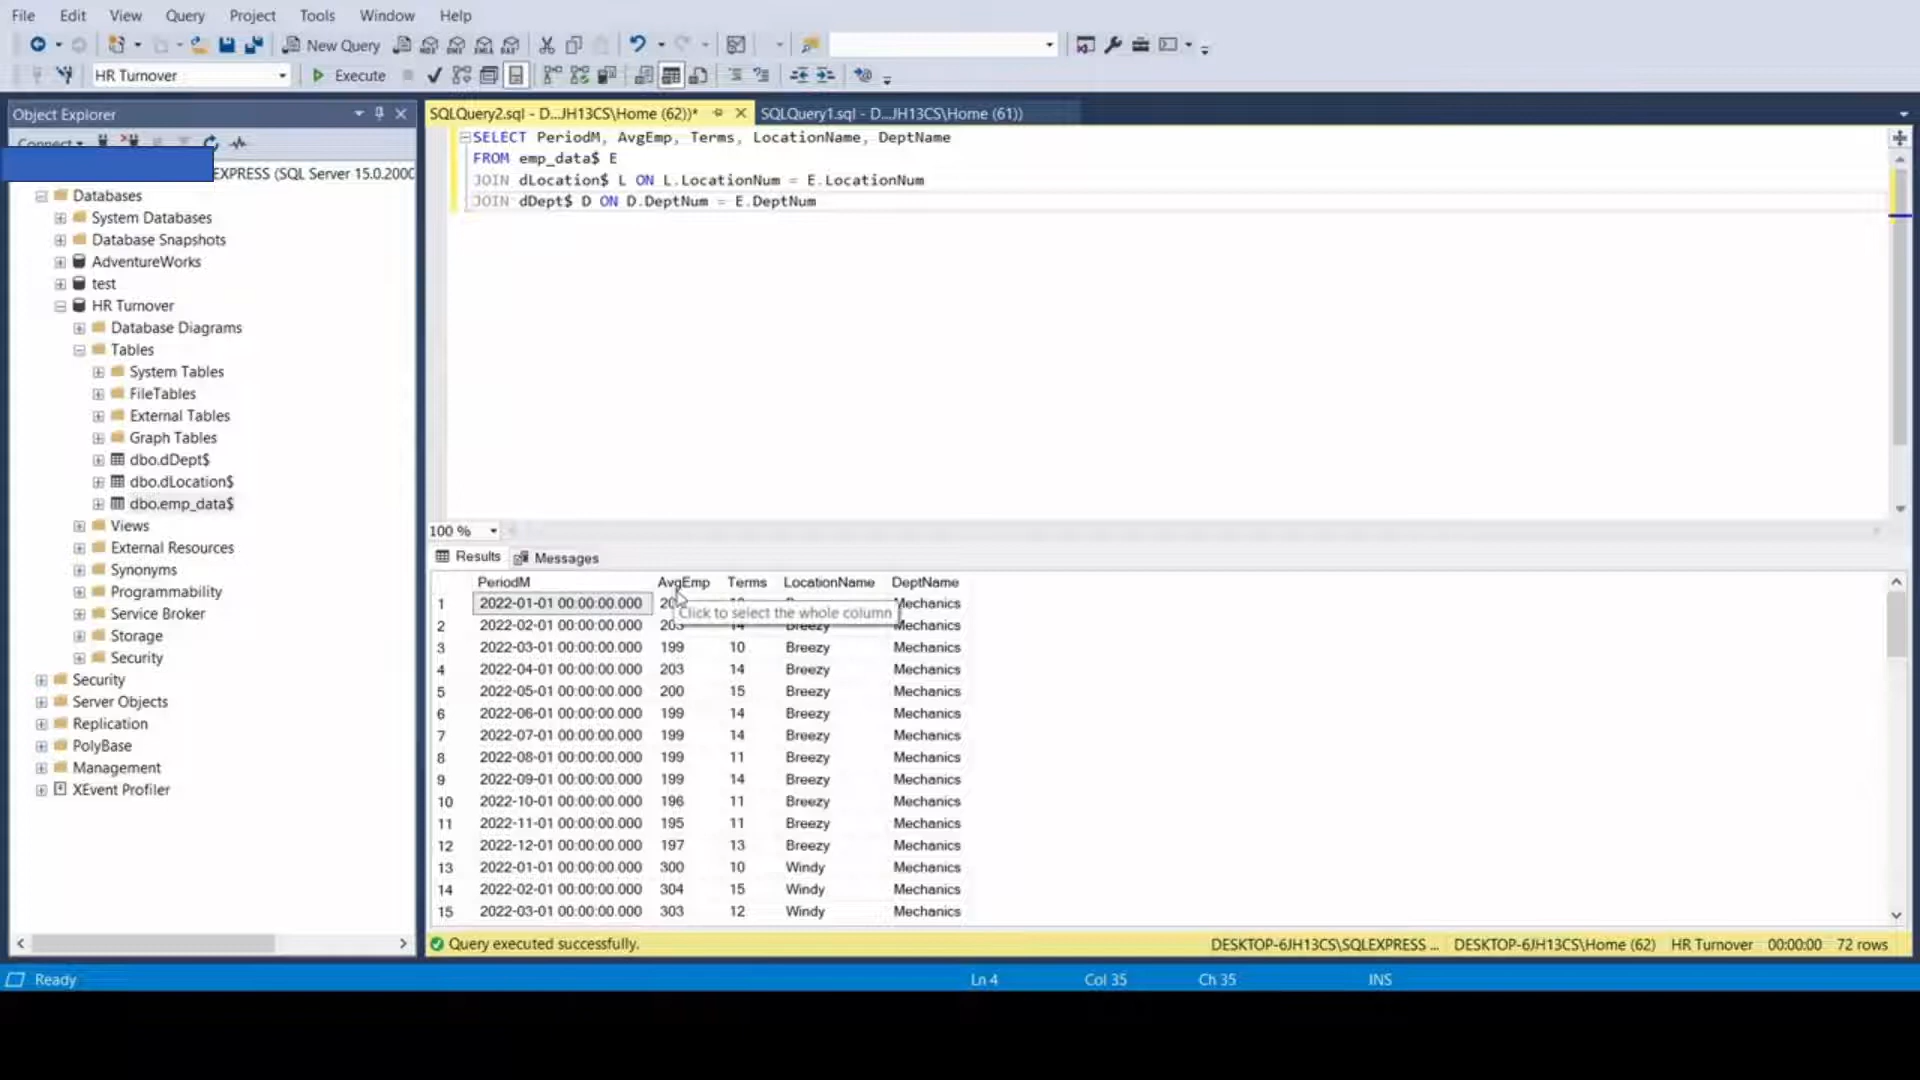 File Edit View Query Project Tools Window Help
New Query
HR Turnover Execute
Object Explorer
Connect
EXPRESS (SQL Server 15.0.200
Databases
System Databases
Database Snapshots
AdventureWorks
test
HR Turnover
Database Diagrams
Tables
System Tables
FileTables
External Tables
Graph Tables
dbo.dDept$
dbo.dLocation$
dbo.emp_data$
Views
External Resources
Synonyms
Programmability
Service Broker
Storage
Security
Security
Server Objects
Replication
PolyBase
Management
XEvent Profiler
SQLQuery2.sql - D...JH13CS\Home (62))* SQLQuery1.sql - D...JH13CS\Home (61))
SELECT PeriodM, AvgEmp, Terms, LocationName, DeptName
FROM emp_data$ E
JOIN dLocation$ L ON L.LocationNum = E.LocationNum
JOIN dDept$ D ON D.DeptNum = E.DeptNum
100 %
Results Messages
PeriodM AvgEmp Terms LocationName DeptName
1 2022-01-01 00:00:00.000 Mechanics
Click to select the whole column
2 2022-02-01 00:00:00.000 203 14 Breezy Mechanics
3 2022-03-01 00:00:00.000 199 10 Breezy Mechanics
4 2022-04-01 00:00:00.000 203 14 Breezy Mechanics
5 2022-05-01 00:00:00.000 200 15 Breezy Mechanics
6 2022-06-01 00:00:00.000 199 14 Breezy Mechanics
7 2022-07-01 00:00:00.000 199 14 Breezy Mechanics
8 2022-08-01 00:00:00.000 199 11 Breezy Mechanics
9 2022-09-01 00:00:00.000 199 14 Breezy Mechanics
10 2022-10-01 00:00:00.000 196 11 Breezy Mechanics
11 2022-11-01 00:00:00.000 195 11 Breezy Mechanics
12 2022-12-01 00:00:00.000 197 13 Breezy Mechanics
13 2022-01-01 00:00:00.000 300 10 Windy Mechanics
14 2022-02-01 00:00:00.000 304 15 Windy Mechanics
15 2022-03-01 00:00:00.000 303 12 Windy Mechanics
Query executed successfully. DESKTOP-6JH13CS\SQLEXPRESS ... DESKTOP-6JH13CS\Home (62) HR Turnover 00:00:00 72 rows
Ready Ln 4 Col 35 Ch 35 INS